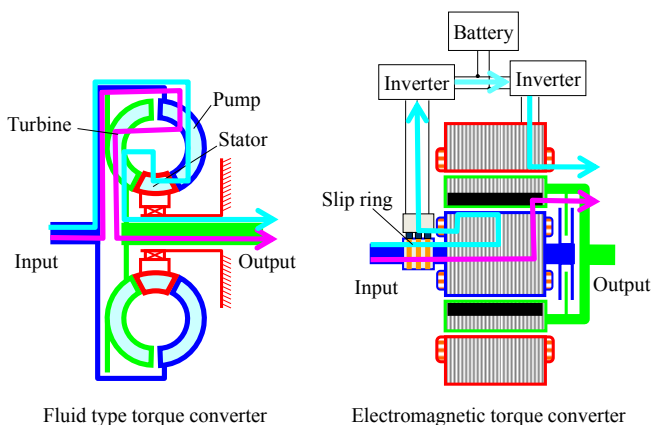 Pump
Turbine
Stator
Input
Output
Fluid type torque converter
Battery
Inverter
Inverter
Slip ring
Input
Output
Electromagnetic torque converter